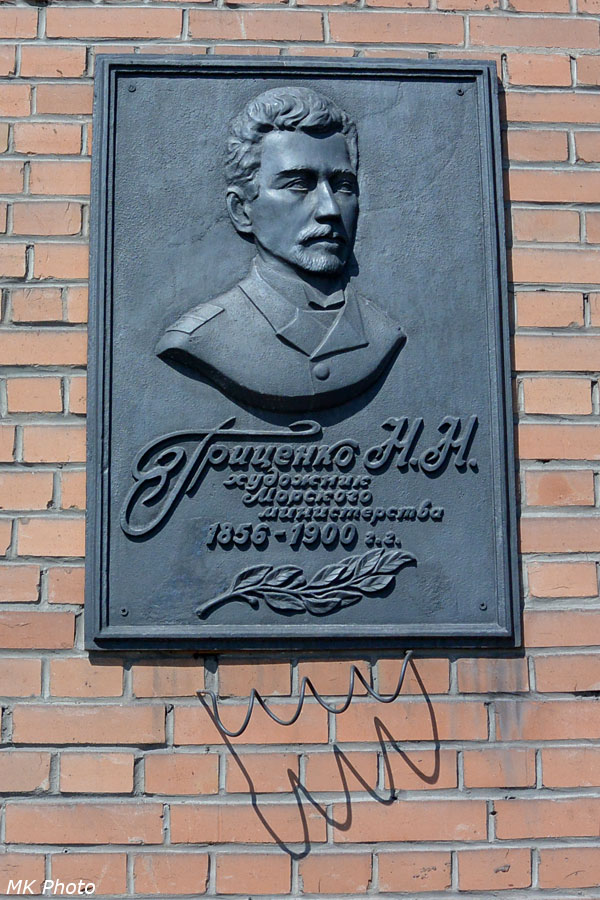 Гриценко Н.Н.
художник
Морского
министерства
1856-1900 г.г.
MK Photo